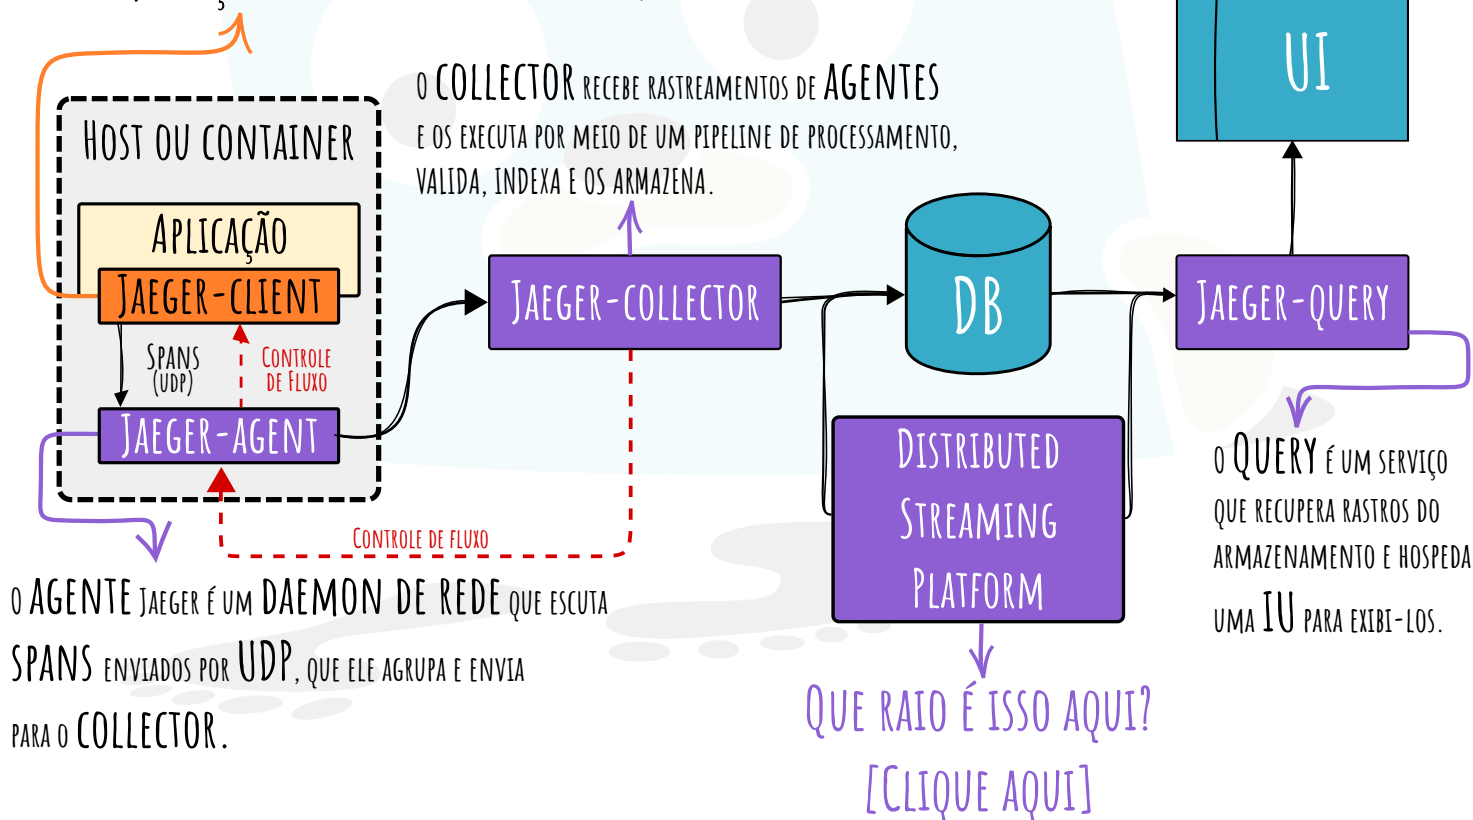 UI
O COLLECTOR RECEBE RASTREAMENTOS DE AGENTES
E OS EXECUTA POR MEIO DE UM PIPELINE DE PROCESSAMENTO,
VALIDA, INDEXA E OS ARMAZENA.
HOST OU CONTAINER
APLICAÇÃO
JAEGER-CLIENT
SPANS
(UDP)
CONTROLE
DE FLUXO
JAEGER-AGENT
JAEGER-COLLECTOR
DB
JAEGER-QUERY
DISTRIBUTED
STREAMING
PLATFORM
CONTROLE DE FLUXO
O QUERY É UM SERVIÇO
QUE RECUPERA RASTROS DO
ARMAZENAMENTO E HOSPEDA
UMA IU PARA EXIBI-LOS.
O AGENTE JAEGER É UM DAEMON DE REDE QUE ESCUTA
SPANS ENVIADOS POR UDP, QUE ELE AGRUPA E ENVIA
PARA O COLLECTOR.
QUE RAIO É ISSO AQUI?
[CLIQUE AQUI]